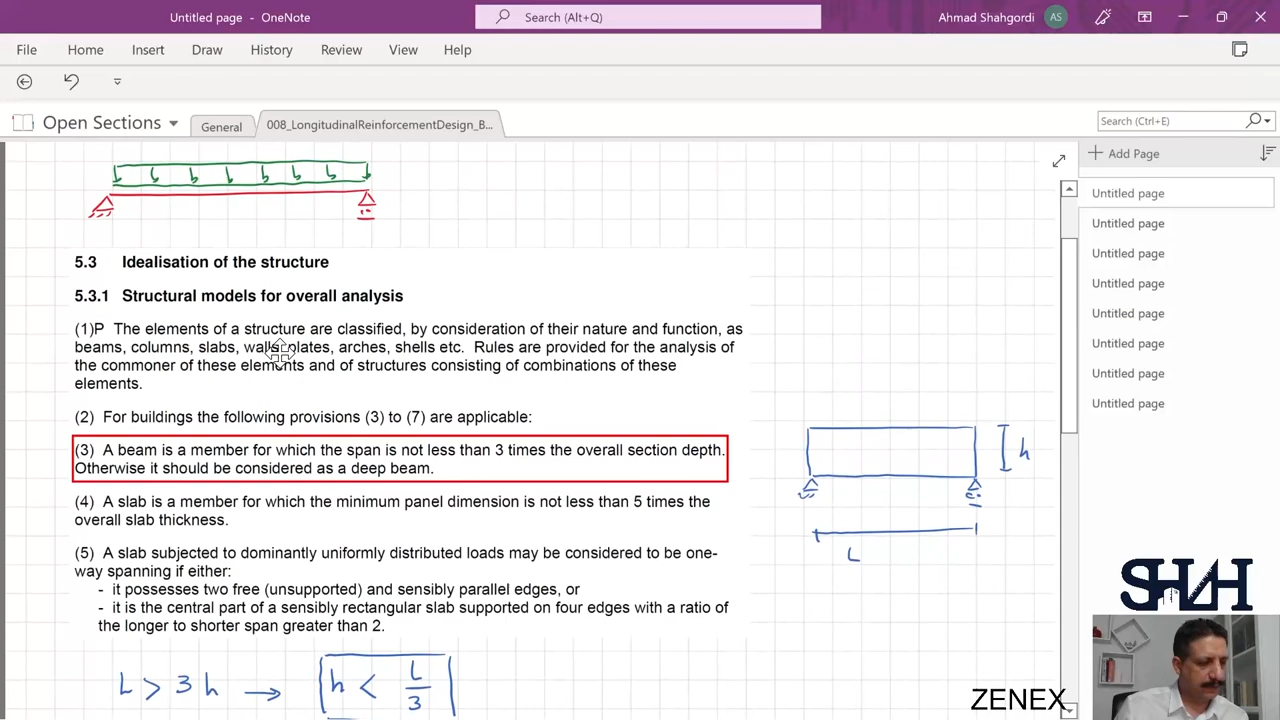 Untitled page - OneNote
Search (Alt+Q)
Ahmad Shahgordi
AS
File Home Insert Draw History Review View Help
Open Sections
General
008_LongitudinalReinforcementDesign_B...
Search (Ctrl+E)
Add Page
Untitled page
Untitled page
Untitled page
Untitled page
Untitled page
Untitled page
Untitled page
Untitled page
5.3 Idealisation of the structure
5.3.1 Structural models for overall analysis
(1)P The elements of a structure are classified, by consideration of their nature and function, as
beams, columns, slabs, walls, plates, arches, shells etc. Rules are provided for the analysis of
the commoner of these elements and of structures consisting of combinations of these
elements.
(2) For buildings the following provisions (3) to (7) are applicable:
(3) A beam is a member for which the span is not less than 3 times the overall section depth.
Otherwise it should be considered as a deep beam.
(4) A slab is a member for which the minimum panel dimension is not less than 5 times the
overall slab thickness.
(5) A slab subjected to dominantly uniformly distributed loads may be considered to be one-
way spanning if either:
- it possesses two free (unsupported) and sensibly parallel edges, or
- it is the central part of a sensibly rectangular slab supported on four edges with a ratio of
the longer to shorter span greater than 2.
h
L
L > 3 h → h < L/3
SHZH
ZENEX